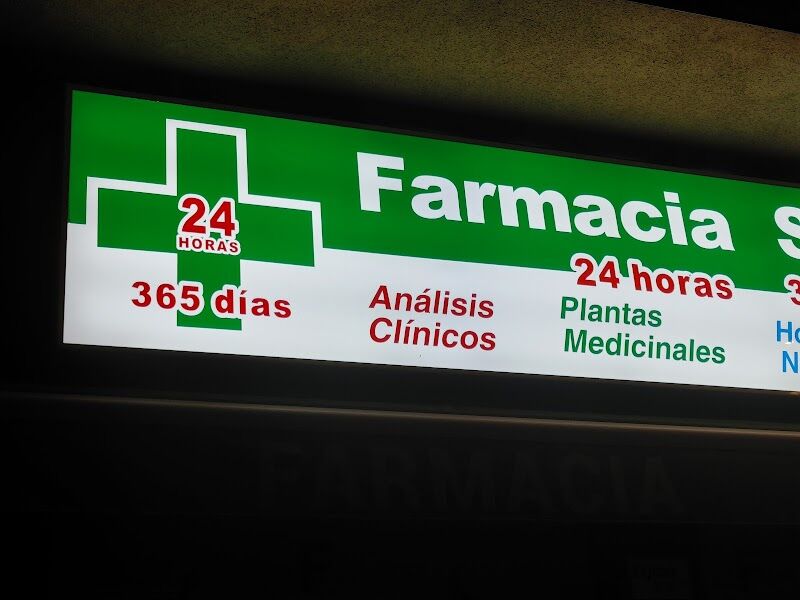 Farmacia S
24
HORAS
365 días
24 horas
Análisis
Clínicos
Plantas
Medicinales
FARMACIA